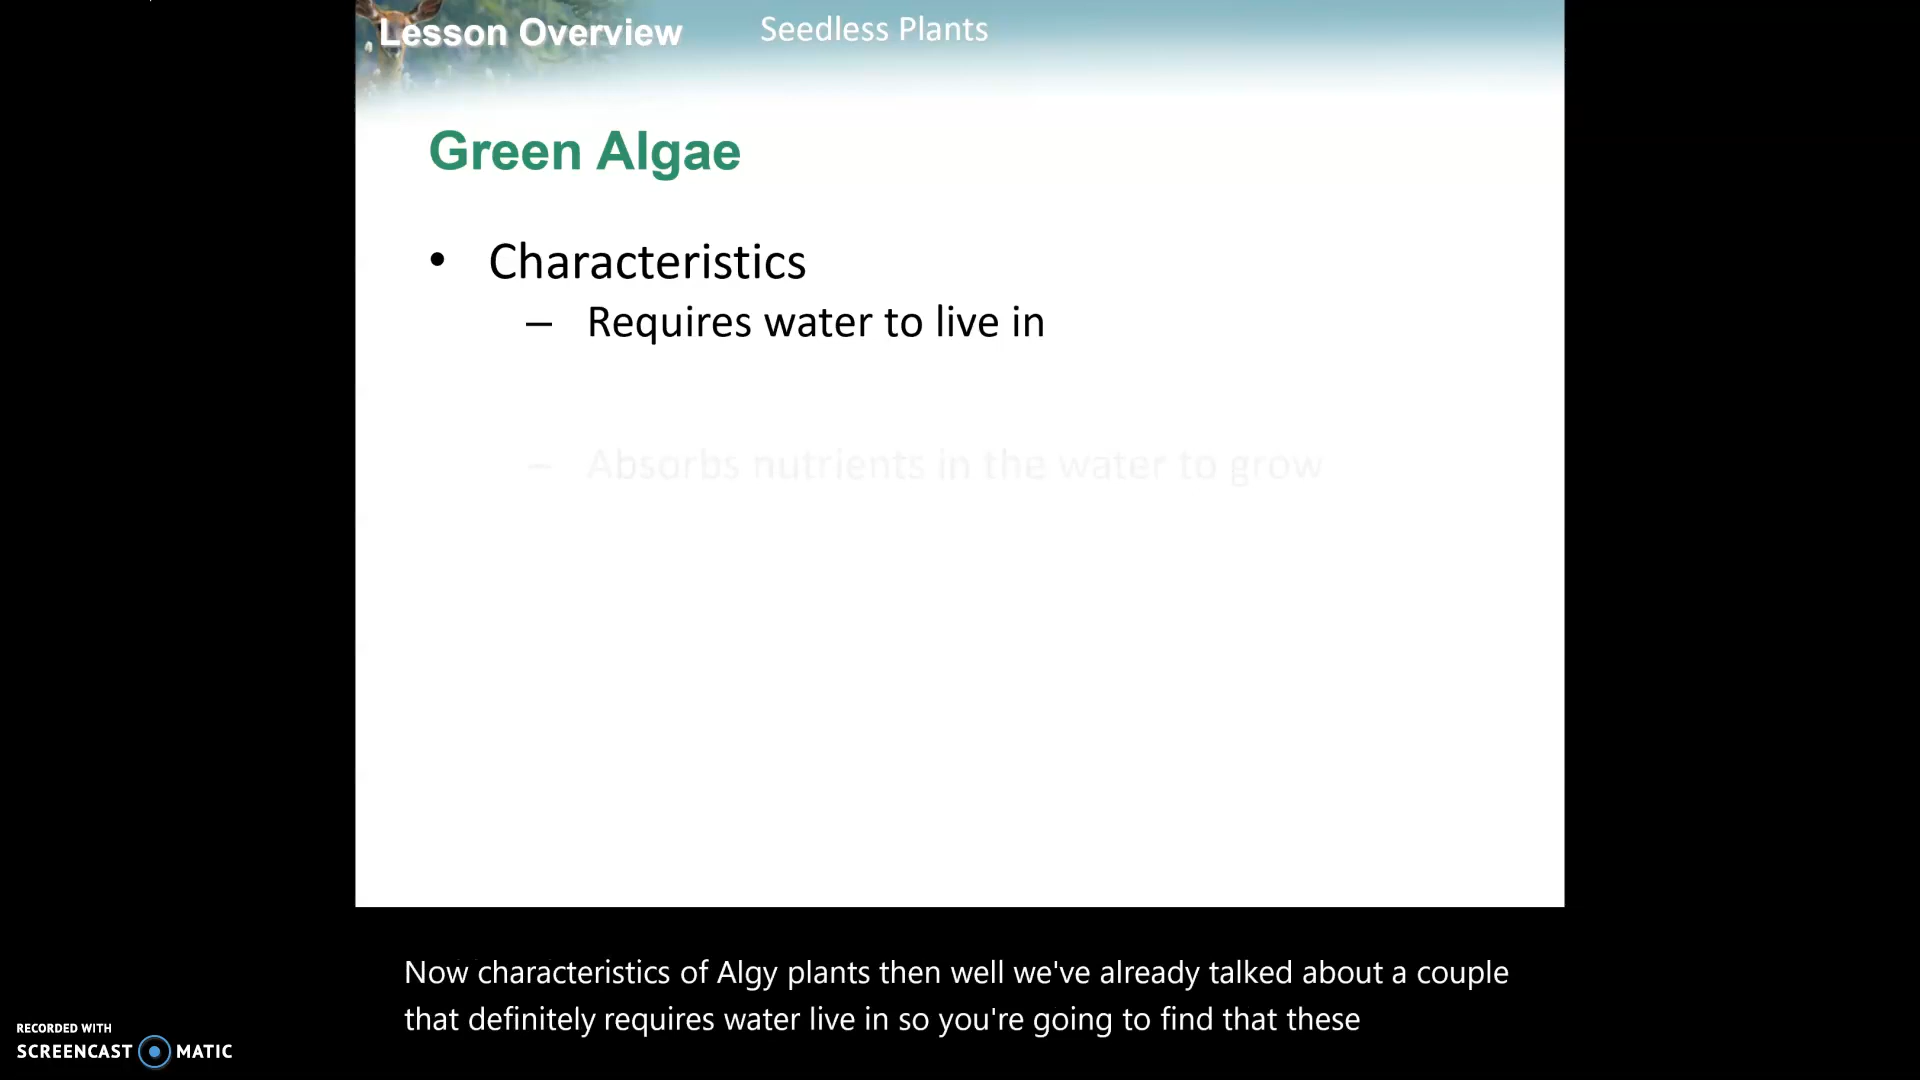 Lesson Overview Seedless Plants
Green Algae
• Characteristics
– Requires water to live in
– Absorbs nutrients in the water to grow
Now characteristics of Algy plants then well we've already talked about a couple
that definitely requires water live in so you're going to find that these
RECORDED WITH
SCREENCAST MATIC